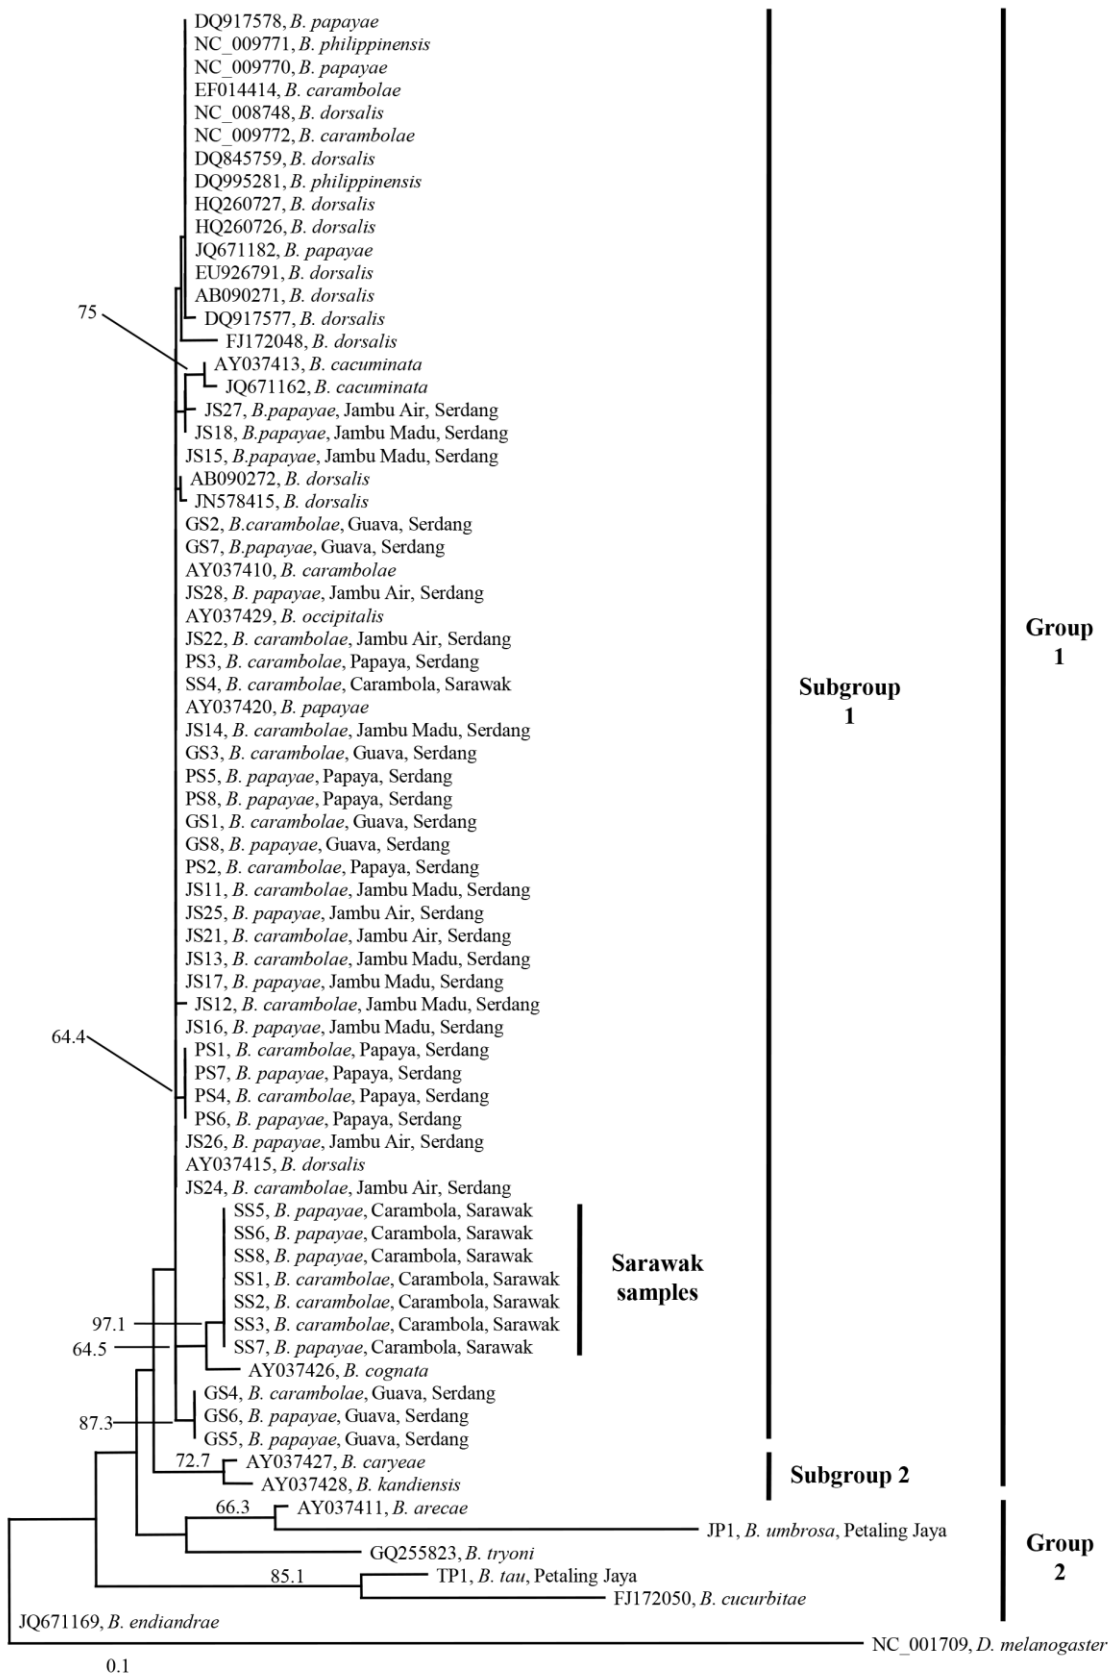 DQ917578, B. papayae
NC_009771, B. philippinensis
NC_009770, B. papayae
EF014414, B. carambolae
NC_008748, B. dorsalis
NC_009772, B. carambolae
DQ845759, B. dorsalis
DQ995281, B. philippinensis
HQ260727, B. dorsalis
HQ260726, B. dorsalis
JQ671182, B. papayae
EU926791, B. dorsalis
AB090271, B. dorsalis
75
DQ917577, B. dorsalis
FJ172048, B. dorsalis
AY037413, B. cacuminata
JQ671162, B. cacuminata
JS27, B.papayae, Jambu Air, Serdang
JS18, B.papayae, Jambu Madu, Serdang
JS15, B.papayae, Jambu Madu, Serdang
AB090272, B. dorsalis
JN578415, B. dorsalis
GS2, B.carambolae, Guava, Serdang
GS7, B.papayae, Guava, Serdang
AY037410, B. carambolae
JS28, B. papayae, Jambu Air, Serdang
AY037429, B. occipitalis
JS22, B. carambolae, Jambu Air, Serdang
PS3, B. carambolae, Papaya, Serdang
SS4, B. carambolae, Carambola, Sarawak
AY037420, B. papayae
JS14, B. carambolae, Jambu Madu, Serdang
GS3, B. carambolae, Guava, Serdang
PS5, B. papayae, Papaya, Serdang
PS8, B. papayae, Papaya, Serdang
GS1, B. carambolae, Guava, Serdang
GS8, B. papayae, Guava, Serdang
PS2, B. carambolae, Papaya, Serdang
JS11, B. carambolae, Jambu Madu, Serdang
JS25, B. papayae, Jambu Air, Serdang
JS21, B. carambolae, Jambu Air, Serdang
JS13, B. carambolae, Jambu Madu, Serdang
JS17, B. papayae, Jambu Madu, Serdang
JS12, B. carambolae, Jambu Madu, Serdang
JS16, B. papayae, Jambu Madu, Serdang
64.4
PS1, B. carambolae, Papaya, Serdang
PS7, B. papayae, Papaya, Serdang
PS4, B. carambolae, Papaya, Serdang
PS6, B. papayae, Papaya, Serdang
JS26, B. papayae, Jambu Air, Serdang
AY037415, B. dorsalis
JS24, B. carambolae, Jambu Air, Serdang
SS5, B. papayae, Carambola, Sarawak
SS6, B. papayae, Carambola, Sarawak
SS8, B. papayae, Carambola, Sarawak
SS1, B. carambolae, Carambola, Sarawak
SS2, B. carambolae, Carambola, Sarawak
97.1
SS3, B. carambolae, Carambola, Sarawak
64.5
SS7, B. papayae, Carambola, Sarawak
AY037426, B. cognata
GS4, B. carambolae, Guava, Serdang
87.3
GS6, B. papayae, Guava, Serdang
GS5, B. papayae, Guava, Serdang
72.7
AY037427, B. caryeae
AY037428, B. kandiensis
66.3
AY037411, B. arecae
JP1, B. umbrosa, Petaling Jaya
GQ255823, B. tryoni
85.1
TP1, B. tau, Petaling Jaya
FJ172050, B. cucurbitae
JQ671169, B. endiandrae
NC_001709, D. melanogaster
0.1
Sarawak
samples
Subgroup
1
Subgroup 2
Group
1
Group
2